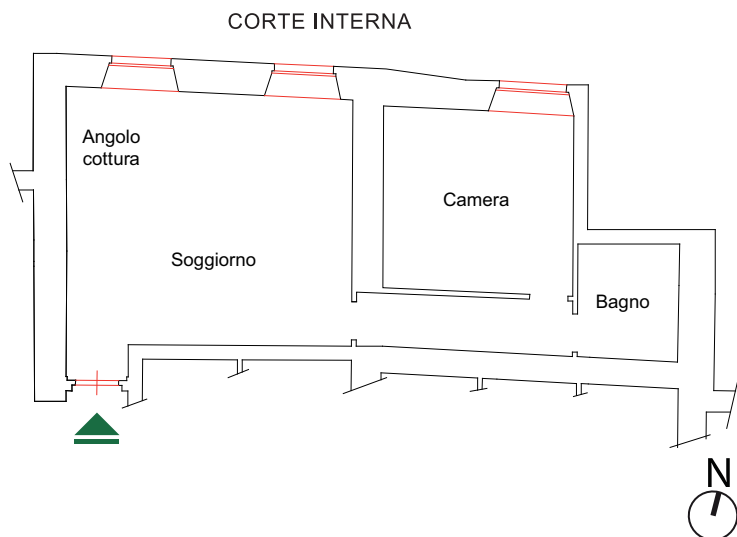 CORTE INTERNA
Angolo
cottura
Camera
Soggiorno
Bagno
N